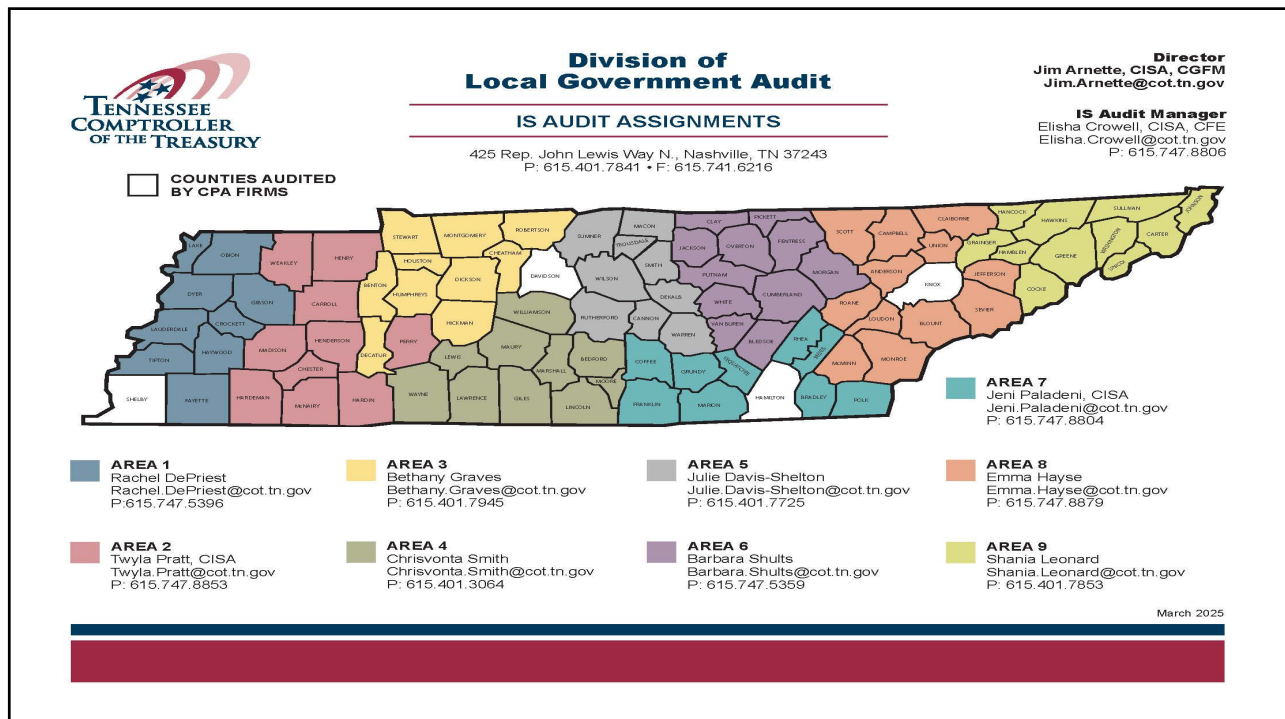 TENNESSEE
COMPTROLLER
OF THE TREASURY
Division of
Local Government Audit
IS AUDIT ASSIGNMENTS
425 Rep. John Lewis Way N., Nashville, TN 37243
P: 615.401.7841 • F: 615.741.6216
Director
Jim Arnette, CISA, CGFM
Jim.Arnette@cot.tn.gov
IS Audit Manager
Elisha Crowell, CISA, CFE
Elisha.Crowell@cot.tn.gov
P: 615.747.8806
COUNTIES AUDITED
BY CPA FIRMS
LAKE
OBION
WEAKLEY
HENRY
DYER
GIBSON
CARROLL
LAUDERDALE
CROCKETT
TIPTON
HAYWOOD
MADISON
HENDERSON
CHESTER
SHELBY
FAYETTE
HARDEMAN
McNAIRY
HARDIN
DECATUR
PERRY
STEWART
MONTGOMERY
ROBERTSON
HOUSTON
CHEATHAM
BENTON
HUMPHREYS
DICKSON
HICKMAN
DAVIDSON
WILLIAMSON
LEWIS
MAURY
MARSHALL
BEDFORD
MOORE
WAYNE
LAWRENCE
GILES
LINCOLN
SUMNER
MACON
TROUSDALE
SMITH
WILSON
DEKALB
RUTHERFORD
CANNON
WARREN
CLAY
PICKETT
JACKSON
OVERTON
FENTRESS
PUTNAM
MORGAN
WHITE
CUMBERLAND
VAN BUREN
BLEDSOE
COFFEE
GRUNDY
SEQUATCHIE
FRANKLIN
MARION
HAMILTON
RHEA
MEIGS
BRADLEY
POLK
SCOTT
CAMPBELL
CLAIBORNE
UNION
ANDERSON
KNOX
ROANE
LOUDON
BLOUNT
SEVIER
JEFFERSON
McMINN
MONROE
HANCOCK
HAWKINS
SULLIVAN
JOHNSON
GRAINGER
HAMBLEN
GREENE
WASHINGTON
CARTER
UNICOI
COCKE
AREA 7
Jeni Paladeni, CISA
Jeni.Paladeni@cot.tn.gov
P: 615.747.8804
AREA 1
Rachel DePriest
Rachel.DePriest@cot.tn.gov
P:615.747.5396
AREA 3
Bethany Graves
Bethany.Graves@cot.tn.gov
P: 615.401.7945
AREA 5
Julie Davis-Shelton
Julie.Davis-Shelton@cot.tn.gov
P: 615.401.7725
AREA 8
Emma Hayse
Emma.Hayse@cot.tn.gov
P: 615.747.8879
AREA 2
Twyla Pratt, CISA
Twyla.Pratt@cot.tn.gov
P: 615.747.8853
AREA 4
Chrisvonta Smith
Chrisvonta.Smith@cot.tn.gov
P: 615.401.3064
AREA 6
Barbara Shults
Barbara.Shults@cot.tn.gov
P: 615.747.5359
AREA 9
Shania Leonard
Shania.Leonard@cot.tn.gov
P: 615.401.7853
March 2025